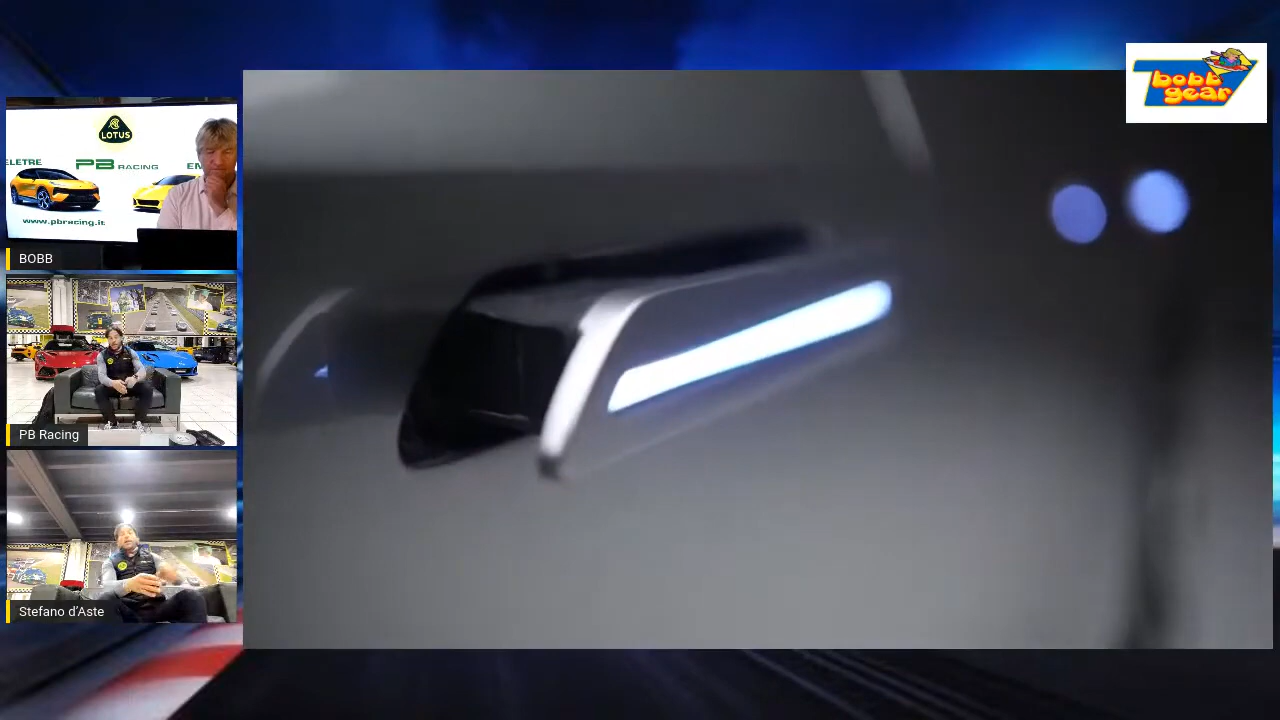 bobb
gear
LOTUS
ELETRE
PB RACING
EM
www.pbracing.it
BOBB
PB Racing
Stefano d'Aste